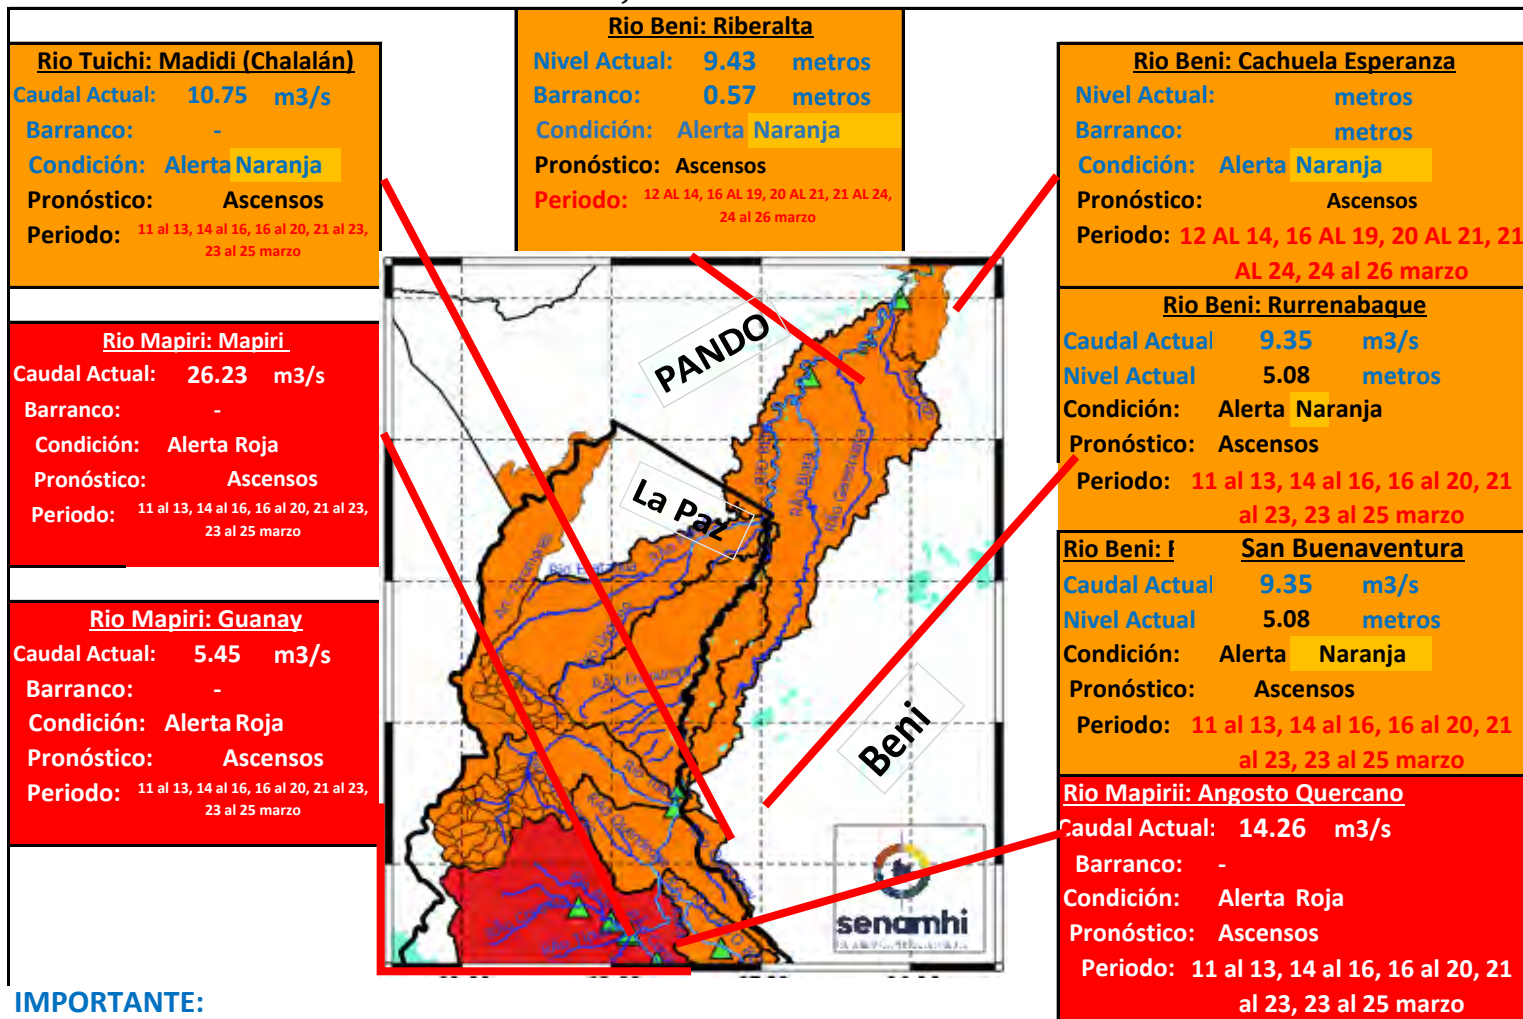 Rio Tuichi: Madidi (Chalalán)
Caudal Actual: 10.75 m3/s
Barranco: -
Condición: Alerta Naranja
Pronóstico: Ascensos
Periodo: 11 al 13, 14 al 16, 16 al 20, 21 al 23,
23 al 25 marzo
Rio Mapiri: Mapiri
Caudal Actual: 26.23 m3/s
Barranco: -
Condición: Alerta Roja
Pronóstico: Ascensos
Periodo: 11 al 13, 14 al 16, 16 al 20, 21 al 23,
23 al 25 marzo
Rio Mapiri: Guanay
Caudal Actual: 5.45 m3/s
Barranco: -
Condición: Alerta Roja
Pronóstico: Ascensos
Periodo: 11 al 13, 14 al 16, 16 al 20, 21 al 23,
23 al 25 marzo
Rio Beni: Riberalta
Nivel Actual: 9.43 metros
Barranco: 0.57 metros
Condición: Alerta Naranja
Pronóstico: Ascensos
Periodo: 12 AL 14, 16 AL 19, 20 AL 21, 21 AL 24,
24 al 26 marzo
PANDO
La Paz
Beni
senamhi
Rio Beni: Cachuela Esperanza
Nivel Actual: metros
Barranco: metros
Condición: Alerta Naranja
Pronóstico: Ascensos
Periodo: 12 AL 14, 16 AL 19, 20 AL 21, 21
AL 24, 24 al 26 marzo
Rio Beni: Rurrenabaque
Caudal Actual 9.35 m3/s
Nivel Actual 5.08 metros
Condición: Alerta Naranja
Pronóstico: Ascensos
Periodo: 11 al 13, 14 al 16, 16 al 20, 21
al 23, 23 al 25 marzo
Rio Beni: San Buenaventura
Caudal Actual 9.35 m3/s
Nivel Actual 5.08 metros
Condición: Alerta Naranja
Pronóstico: Ascensos
Periodo: 11 al 13, 14 al 16, 16 al 20, 21
al 23, 23 al 25 marzo
Rio Mapirii: Angosto Quercano
Caudal Actual: 14.26 m3/s
Barranco: -
Condición: Alerta Roja
Pronóstico: Ascensos
Periodo: 11 al 13, 14 al 16, 16 al 20, 21
al 23, 23 al 25 marzo
IMPORTANTE: